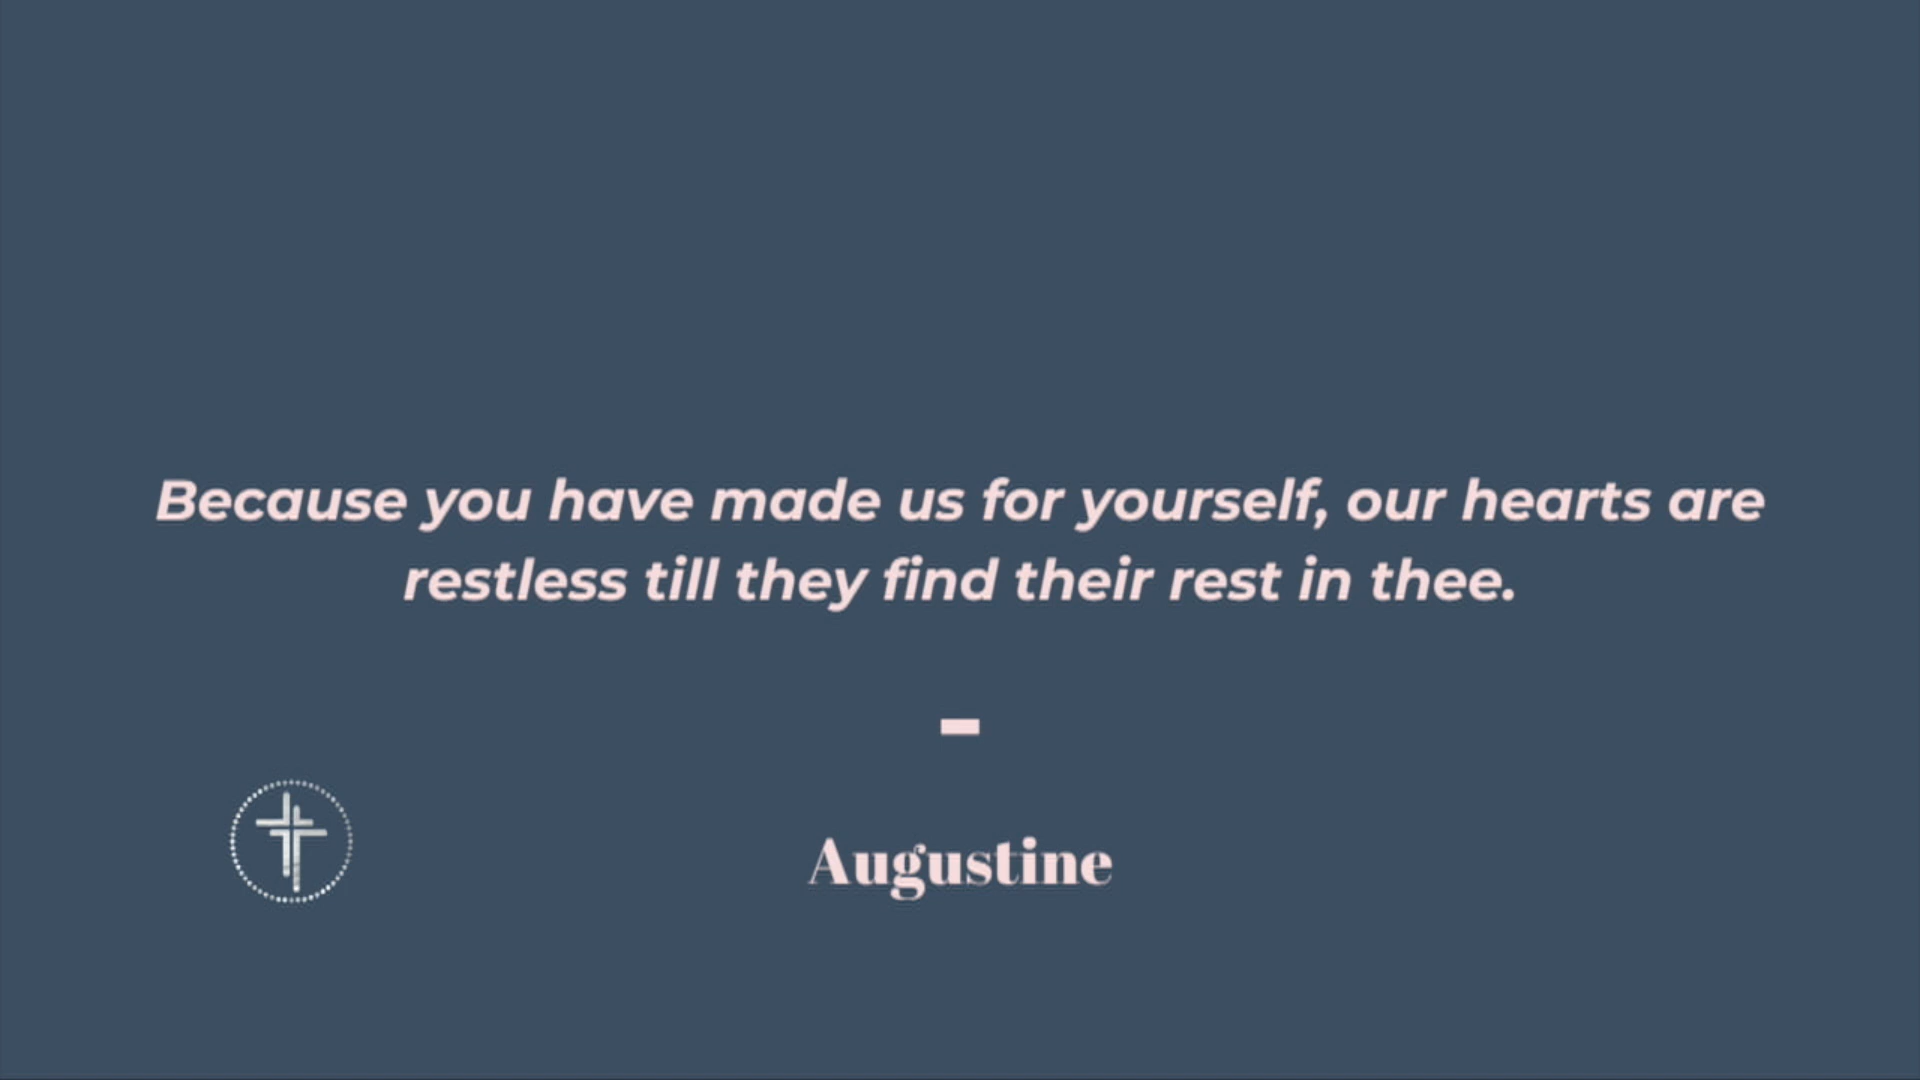 Because you have made us for yourself, our hearts are
restless till they find their rest in thee.
-
Augustine